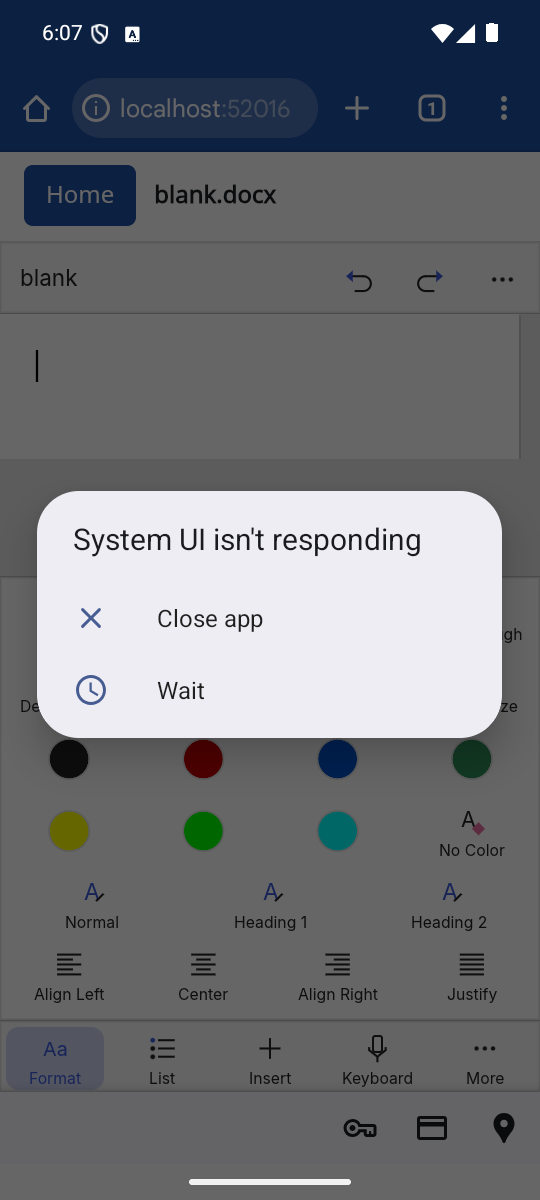 6:07
localhost:52016
1
Home
blank.docx
blank
System UI isn't responding
Close app
Wait
No Color
Normal
Heading 1
Heading 2
Align Left
Center
Align Right
Justify
Aa
Format
List
Insert
Keyboard
More